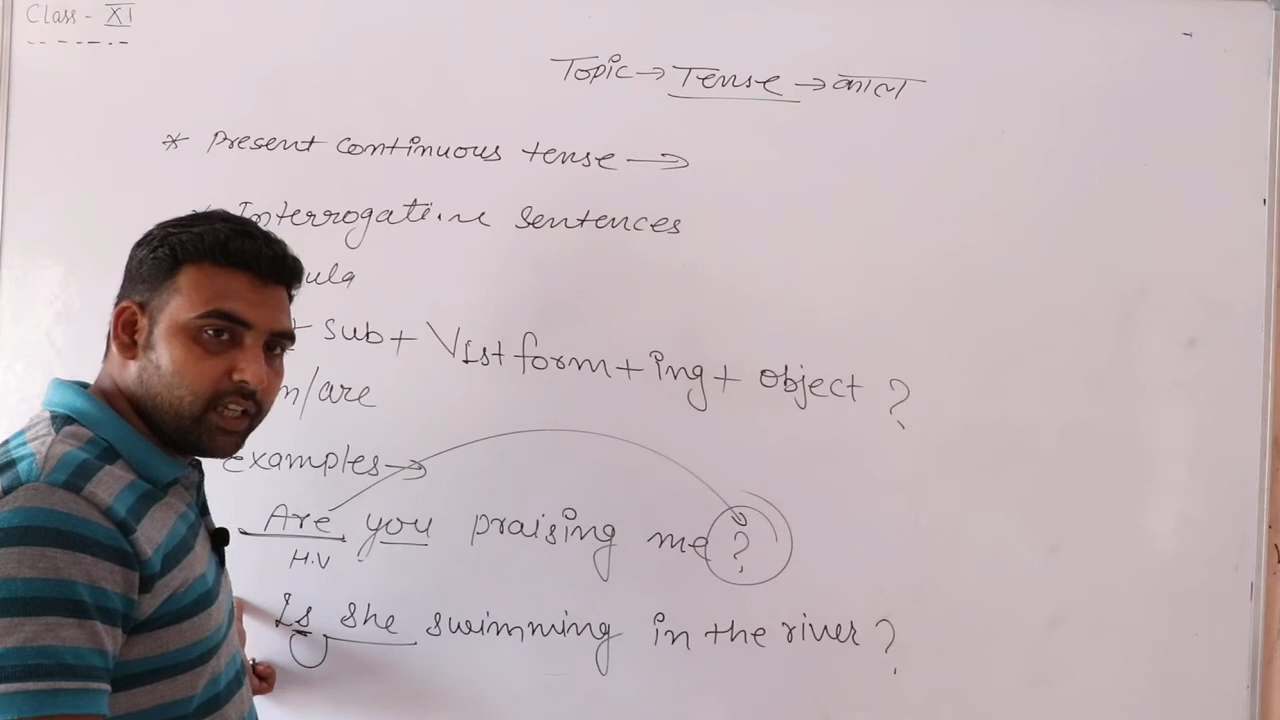 Class - XI
Topic → Tense → काल
* Present continuous tense →
* Interrogative sentences
ula
+ sub + V1st form + ing + object ?
m/are
examples →
Are you praising me ?
H.V
Is she swimming in the river ?